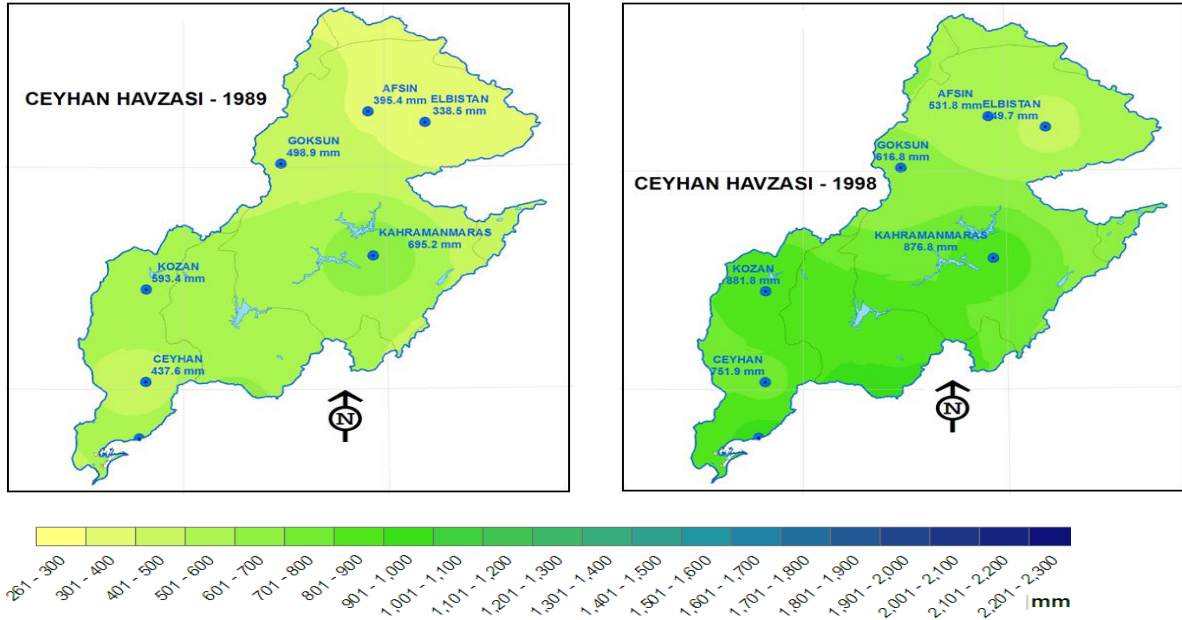 CEYHAN HAVZASI - 1989
AFSIN
395.4 mm
ELBISTAN
338.5 mm
GOKSUN
498.9 mm
KAHRAMANMARAS
695.2 mm
KOZAN
593.4 mm
CEYHAN
437.6 mm
N
CEYHAN HAVZASI - 1998
AFSIN
531.8 mm
ELBISTAN
49.7 mm
GOKSUN
616.8 mm
KAHRAMANMARAS
876.8 mm
KOZAN
881.8 mm
CEYHAN
751.9 mm
N
261 - 300
301 - 400
401 - 500
501 - 600
601 - 700
701 - 800
801 - 900
901 - 1,000
1,001 - 1,100
1,101 - 1,200
1,201 - 1,300
1,301 - 1,400
1,401 - 1,500
1,501 - 1,600
1,601 - 1,700
1,701 - 1,800
1,801 - 1,900
1,901 - 2,000
2,001 - 2,100
2,101 - 2,200
2,201 - 2,300
mm